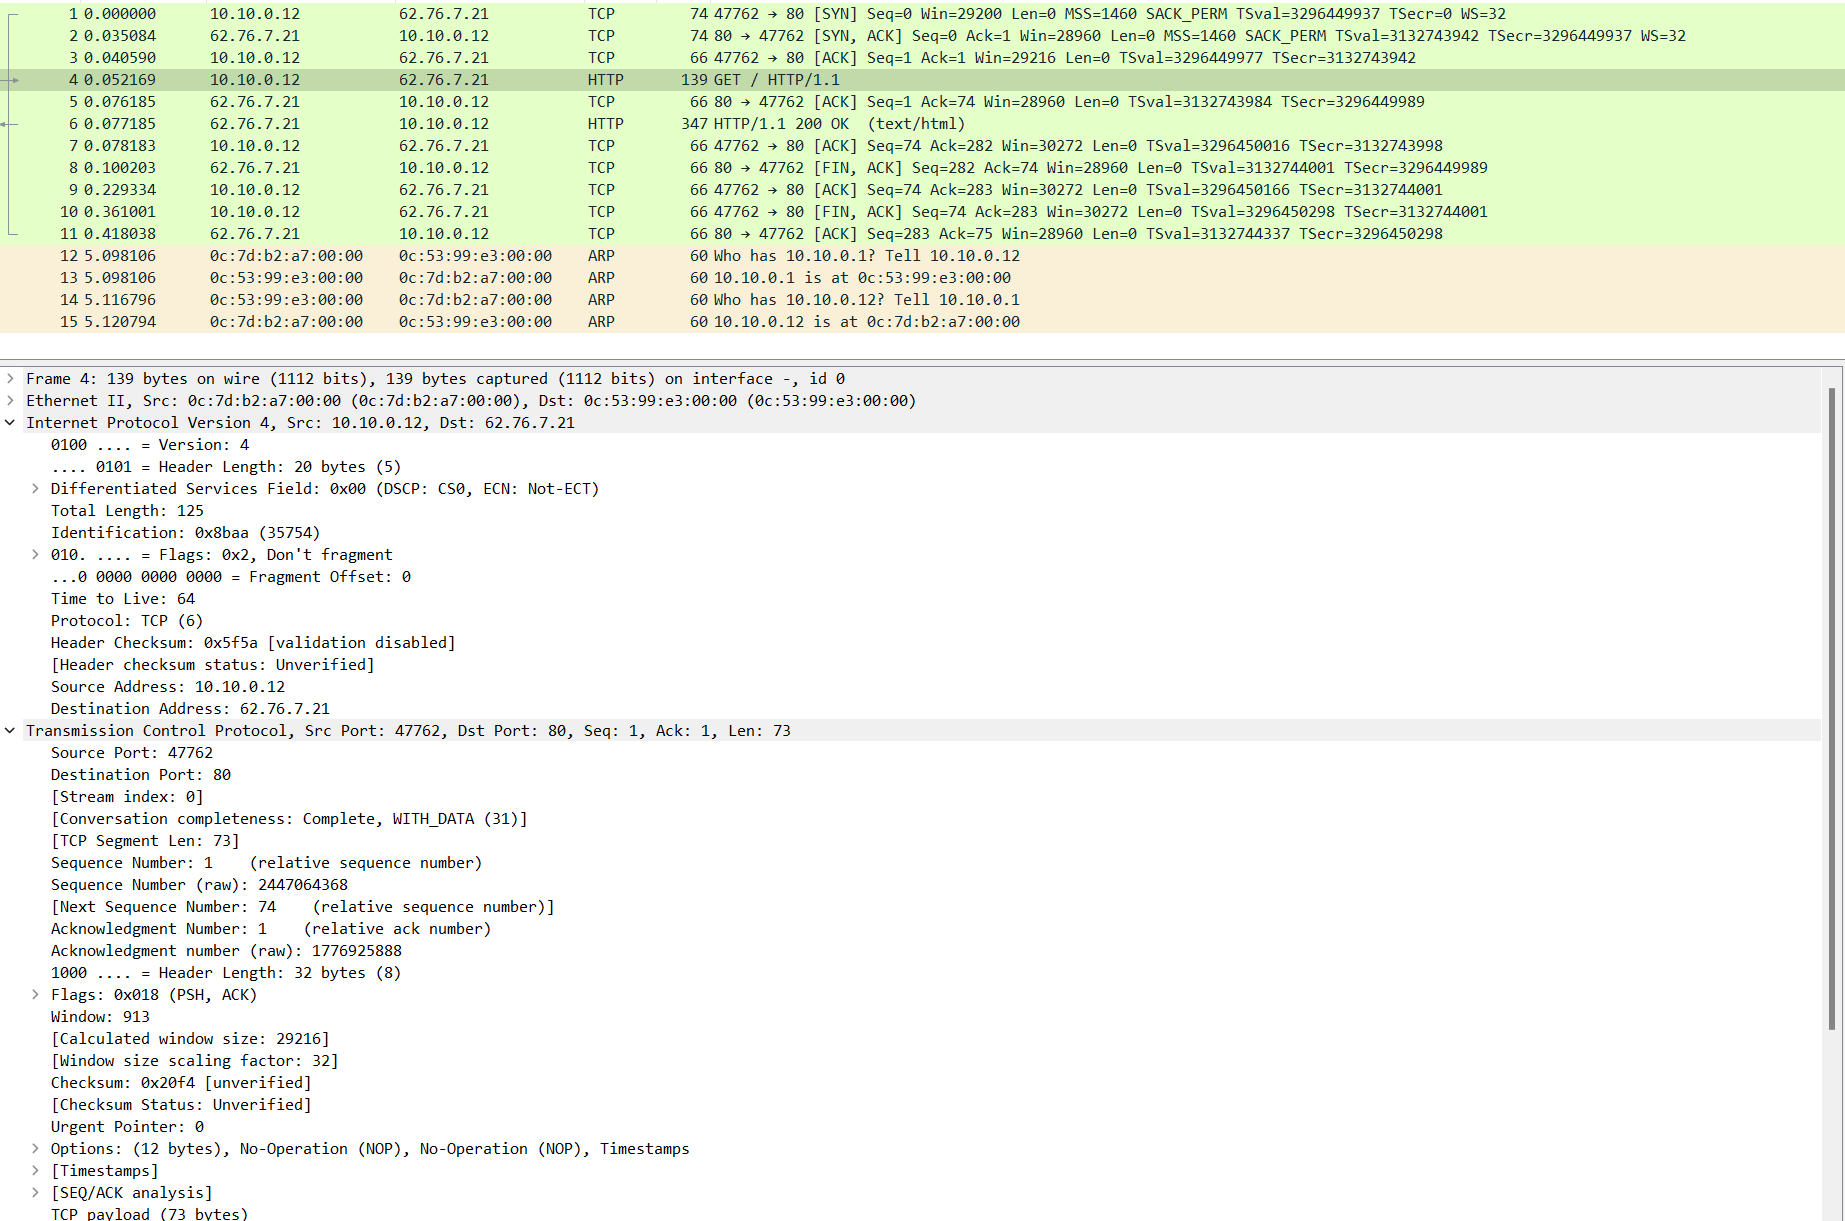 1 0.000000 10.10.0.12 62.76.7.21 TCP 74 47762 → 80 [SYN] Seq=0 Win=29200 Len=0 MSS=1460 SACK_PERM TSval=3296449937 TSecr=0 WS=32
2 0.035084 62.76.7.21 10.10.0.12 TCP 74 80 → 47762 [SYN, ACK] Seq=0 Ack=1 Win=28960 Len=0 MSS=1460 SACK_PERM TSval=3132743942 TSecr=3296449937 WS=32
3 0.040590 10.10.0.12 62.76.7.21 TCP 66 47762 → 80 [ACK] Seq=1 Ack=1 Win=29216 Len=0 TSval=3296449977 TSecr=3132743942
4 0.052169 10.10.0.12 62.76.7.21 HTTP 139 GET / HTTP/1.1
5 0.076185 62.76.7.21 10.10.0.12 TCP 66 80 → 47762 [ACK] Seq=1 Ack=74 Win=28960 Len=0 TSval=3132743984 TSecr=3296449989
6 0.077185 62.76.7.21 10.10.0.12 HTTP 347 HTTP/1.1 200 OK  (text/html)
7 0.078183 10.10.0.12 62.76.7.21 TCP 66 47762 → 80 [ACK] Seq=74 Ack=282 Win=30272 Len=0 TSval=3296450016 TSecr=3132743998
8 0.100203 62.76.7.21 10.10.0.12 TCP 66 80 → 47762 [FIN, ACK] Seq=282 Ack=74 Win=28960 Len=0 TSval=3132744001 TSecr=3296449989
9 0.229334 10.10.0.12 62.76.7.21 TCP 66 47762 → 80 [ACK] Seq=74 Ack=283 Win=30272 Len=0 TSval=3296450166 TSecr=3132744001
10 0.361001 10.10.0.12 62.76.7.21 TCP 66 47762 → 80 [FIN, ACK] Seq=74 Ack=283 Win=30272 Len=0 TSval=3296450298 TSecr=3132744001
11 0.418038 62.76.7.21 10.10.0.12 TCP 66 80 → 47762 [ACK] Seq=283 Ack=75 Win=28960 Len=0 TSval=3132744337 TSecr=3296450298
12 5.098106 0c:7d:b2:a7:00:00 0c:53:99:e3:00:00 ARP 60 Who has 10.10.0.1? Tell 10.10.0.12
13 5.098106 0c:53:99:e3:00:00 0c:7d:b2:a7:00:00 ARP 60 10.10.0.1 is at 0c:53:99:e3:00:00
14 5.116796 0c:53:99:e3:00:00 0c:7d:b2:a7:00:00 ARP 60 Who has 10.10.0.12? Tell 10.10.0.1
15 5.120794 0c:7d:b2:a7:00:00 0c:53:99:e3:00:00 ARP 60 10.10.0.12 is at 0c:7d:b2:a7:00:00
Frame 4: 139 bytes on wire (1112 bits), 139 bytes captured (1112 bits) on interface -, id 0
Ethernet II, Src: 0c:7d:b2:a7:00:00 (0c:7d:b2:a7:00:00), Dst: 0c:53:99:e3:00:00 (0c:53:99:e3:00:00)
Internet Protocol Version 4, Src: 10.10.0.12, Dst: 62.76.7.21
0100 .... = Version: 4
.... 0101 = Header Length: 20 bytes (5)
Differentiated Services Field: 0x00 (DSCP: CS0, ECN: Not-ECT)
Total Length: 125
Identification: 0x8baa (35754)
010. .... = Flags: 0x2, Don't fragment
...0 0000 0000 0000 = Fragment Offset: 0
Time to Live: 64
Protocol: TCP (6)
Header Checksum: 0x5f5a [validation disabled]
[Header checksum status: Unverified]
Source Address: 10.10.0.12
Destination Address: 62.76.7.21
Transmission Control Protocol, Src Port: 47762, Dst Port: 80, Seq: 1, Ack: 1, Len: 73
Source Port: 47762
Destination Port: 80
[Stream index: 0]
[Conversation completeness: Complete, WITH_DATA (31)]
[TCP Segment Len: 73]
Sequence Number: 1    (relative sequence number)
Sequence Number (raw): 2447064368
[Next Sequence Number: 74    (relative sequence number)]
Acknowledgment Number: 1    (relative ack number)
Acknowledgment number (raw): 1776925888
1000 .... = Header Length: 32 bytes (8)
Flags: 0x018 (PSH, ACK)
Window: 913
[Calculated window size: 29216]
[Window size scaling factor: 32]
Checksum: 0x20f4 [unverified]
[Checksum Status: Unverified]
Urgent Pointer: 0
Options: (12 bytes), No-Operation (NOP), No-Operation (NOP), Timestamps
[Timestamps]
[SEQ/ACK analysis]
TCP payload (73 bytes)